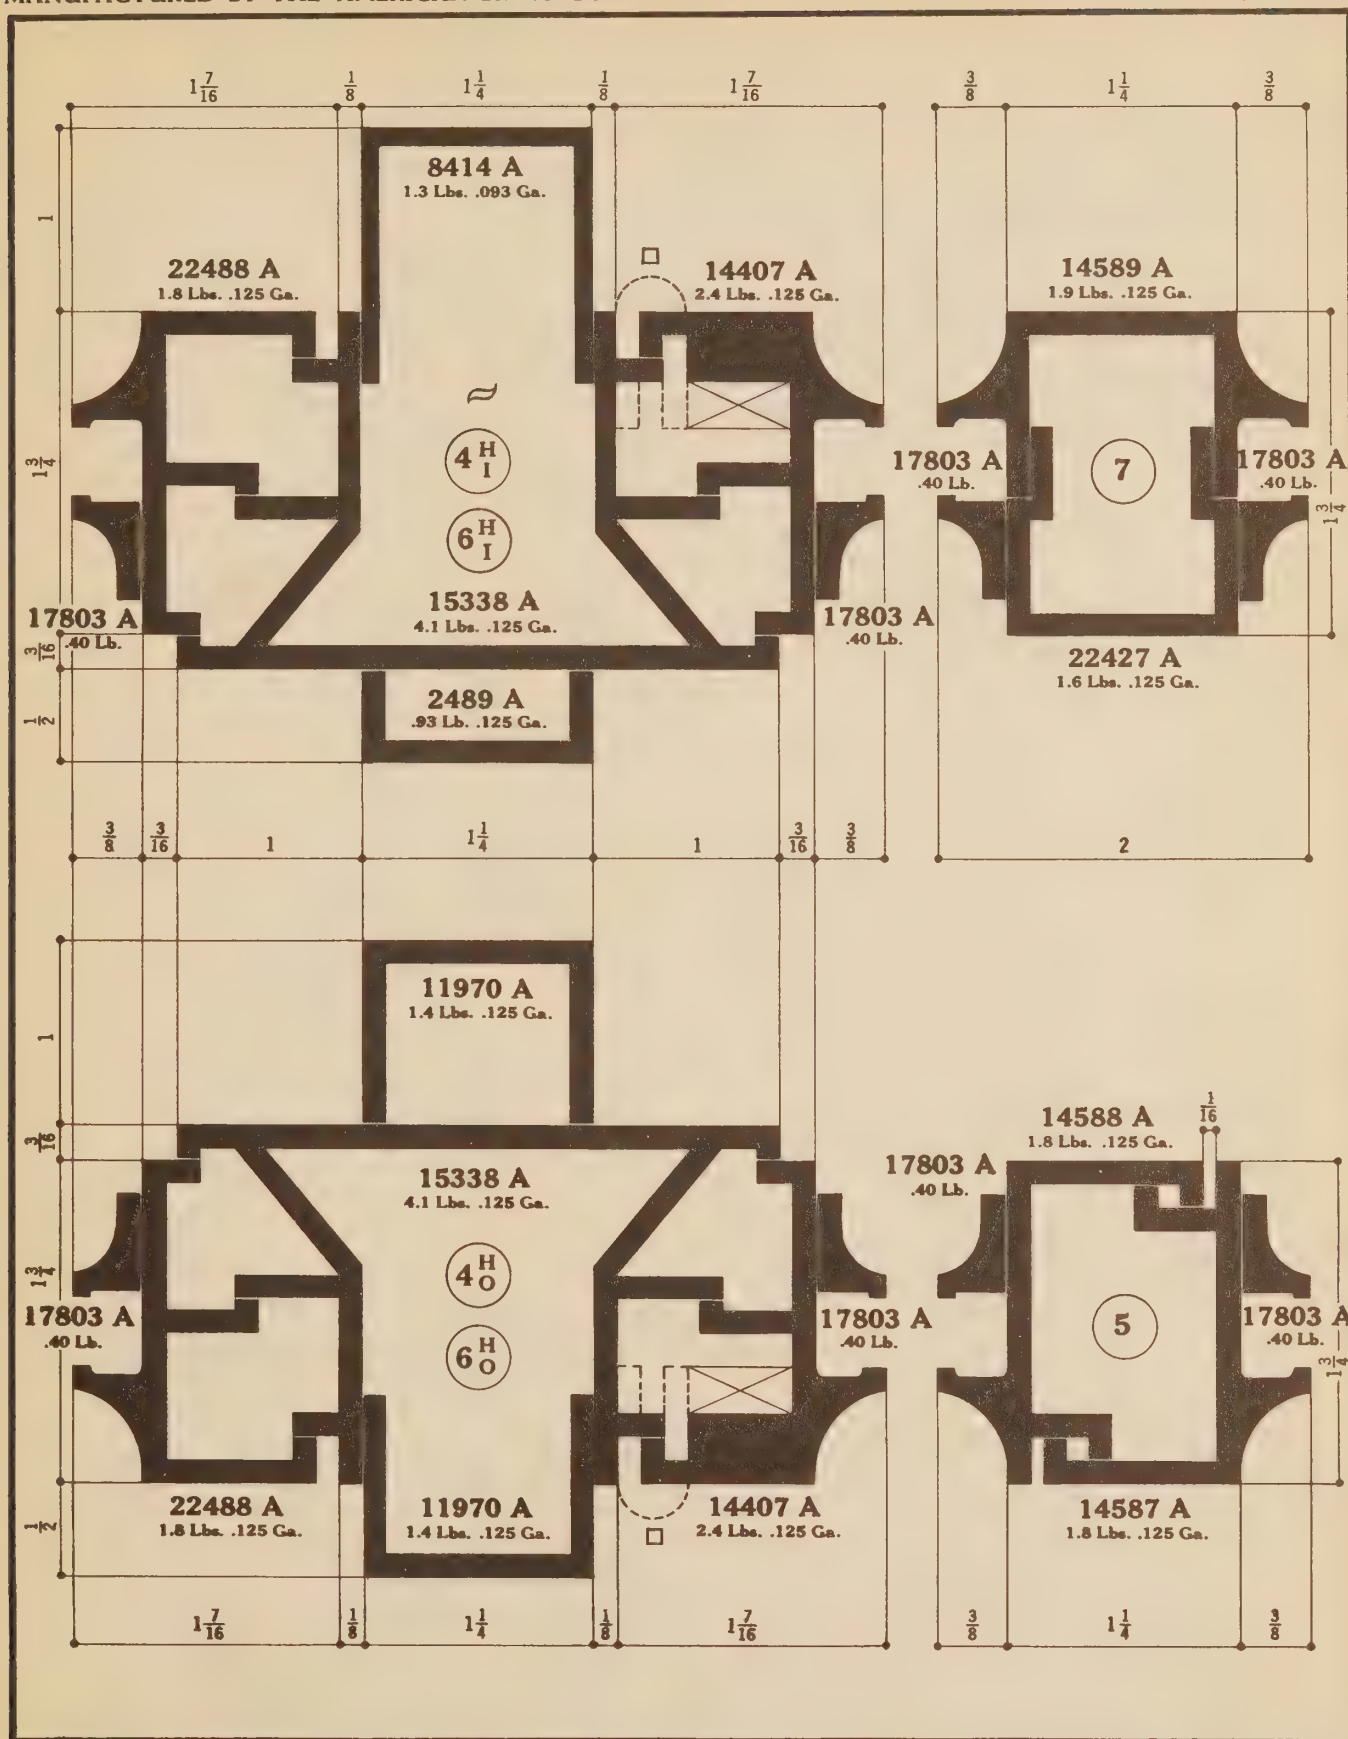 MANUFACTURED BY THE AMERICAN
1 7/16 1/8 1 1/4 1/8 1 7/16 3/8 1 1/4 3/8
8414 A
1.3 Lbs. .093 Ga.
1
22488 A
1.8 Lbs. .125 Ga.
14407 A
2.4 Lbs. .125 Ga.
14589 A
1.9 Lbs. .125 Ga.
1 3/4
4 H I
17803 A
.40 Lb.
7
17803 A
.40 Lb.
1 3/4
6 H I
15338 A
4.1 Lbs. .125 Ga.
17803 A
.40 Lb.
17803 A
.40 Lb.
3/16
22427 A
1.6 Lbs. .125 Ga.
2489 A
.93 Lb. .125 Ga.
1/2
3/8 3/16 1 1 1/4 1 3/16 3/8 2
11970 A
1.4 Lbs. .125 Ga.
1
14588 A
1.8 Lbs. .125 Ga.
1/16
3/16
15338 A
4.1 Lbs. .125 Ga.
17803 A
.40 Lb.
4 H O
1 3/4
17803 A
.40 Lb.
17803 A
.40 Lb.
5
17803 A
.40 Lb.
1 3/4
6 H O
22488 A
1.8 Lbs. .125 Ga.
11970 A
1.4 Lbs. .125 Ga.
14407 A
2.4 Lbs. .125 Ga.
14587 A
1.8 Lbs. .125 Ga.
1/2
1 7/16 1/8 1 1/4 1/8 1 7/16 3/8 1 1/4 3/8